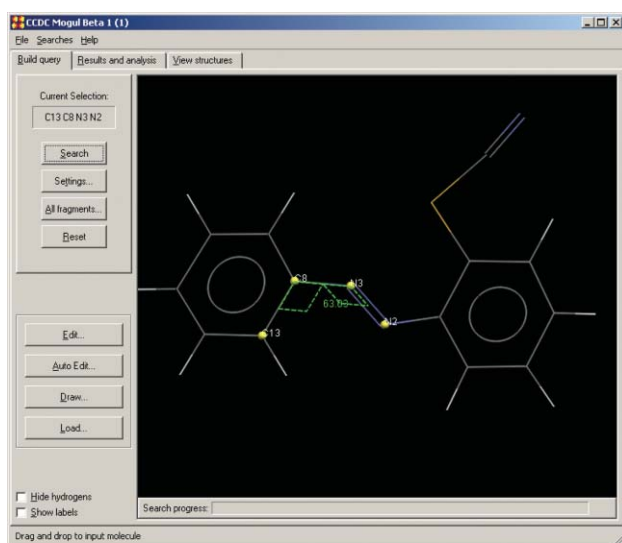 CCDC Mogul Beta 1 (1)
File Searches Help
Build query Results and analysis View structures
Current Selection:
C13 C8 N3 N2
Search
Settings...
All fragments...
Reset
Edit...
Auto Edit...
Draw...
Load...
Hide hydrogens
Show labels
C8
N3
63.03
N2
C13
Search progress:
Drag and drop to input molecule